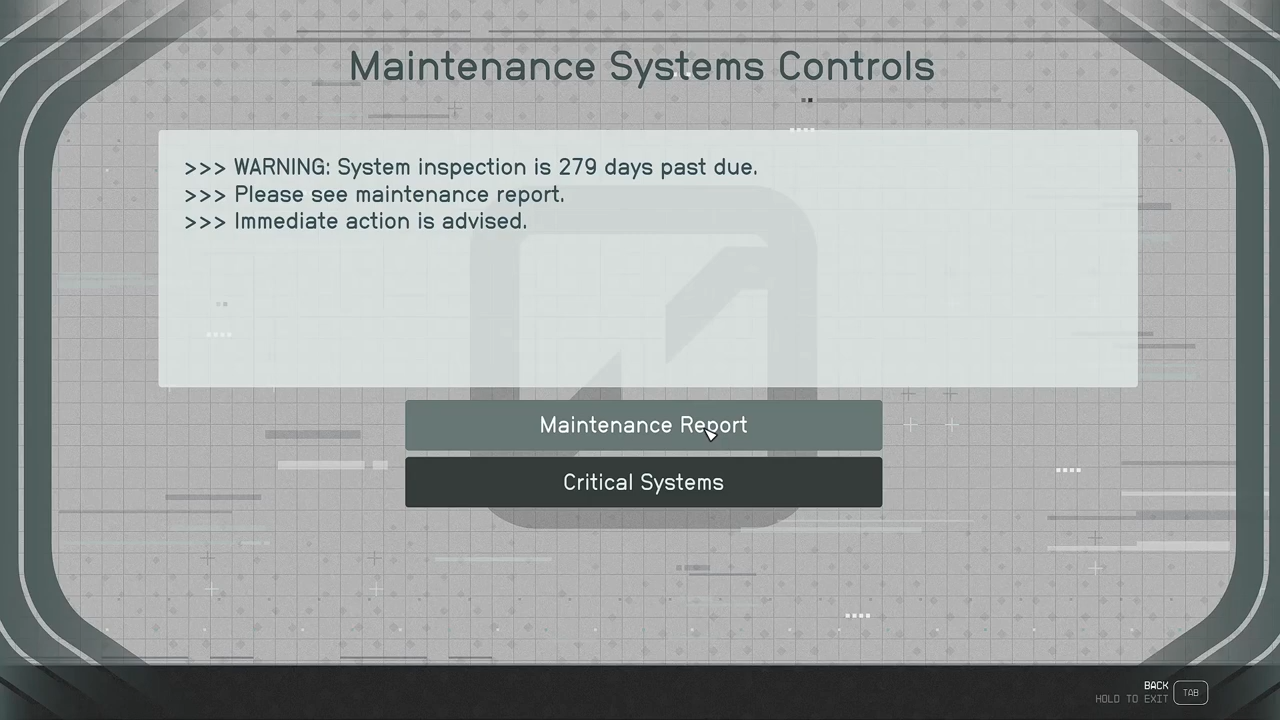 Maintenance Systems Controls
>>> WARNING: System inspection is 279 days past due.
>>> Please see maintenance report.
>>> Immediate action is advised.
Maintenance Report
Critical Systems
BACK
HOLD TO EXIT TAB